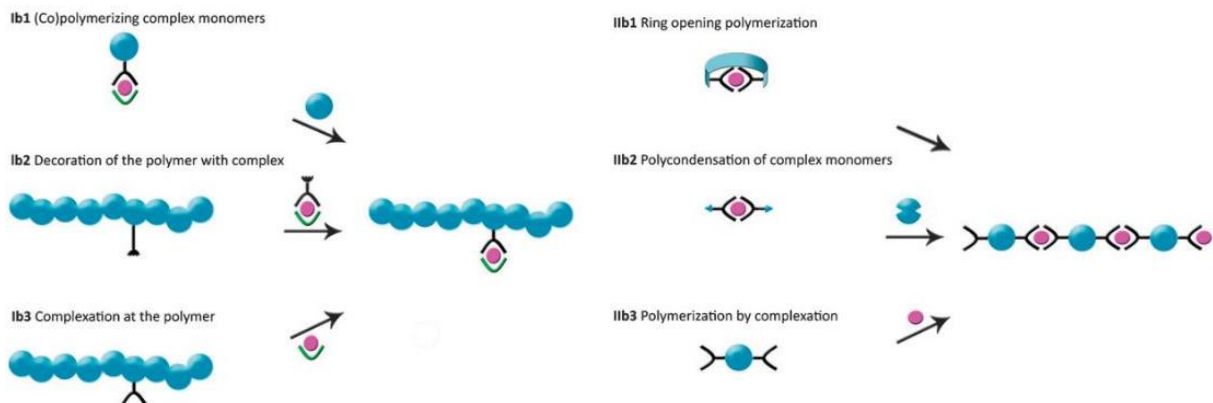 Ib1 (Co)polymerizing complex monomers
Ib2 Decoration of the polymer with complex
Ib3 Complexation at the polymer
IIb1 Ring opening polymerization
IIb2 Polycondensation of complex monomers
IIb3 Polymerization by complexation